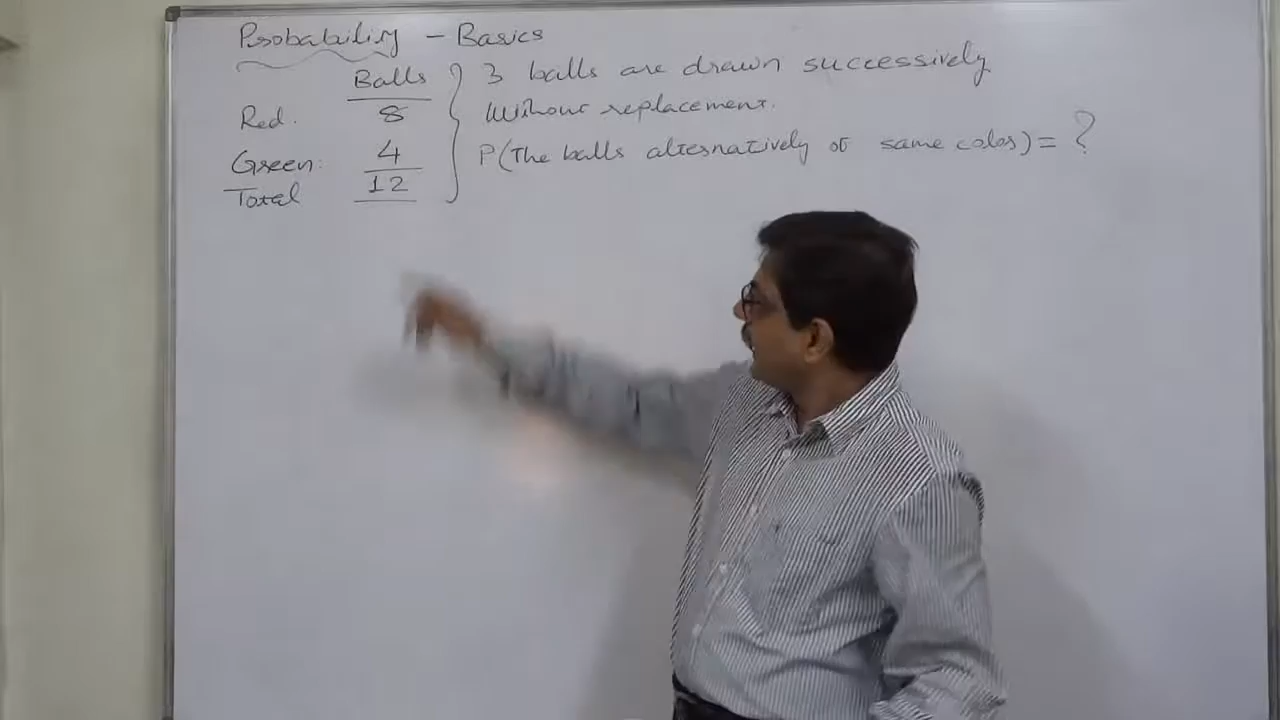 Probability - Basics
Balls
Red. 8
Green: 4
Total 12
3 balls are drawn successively
Without replacement.
P(The balls alternatively of same color) = ?